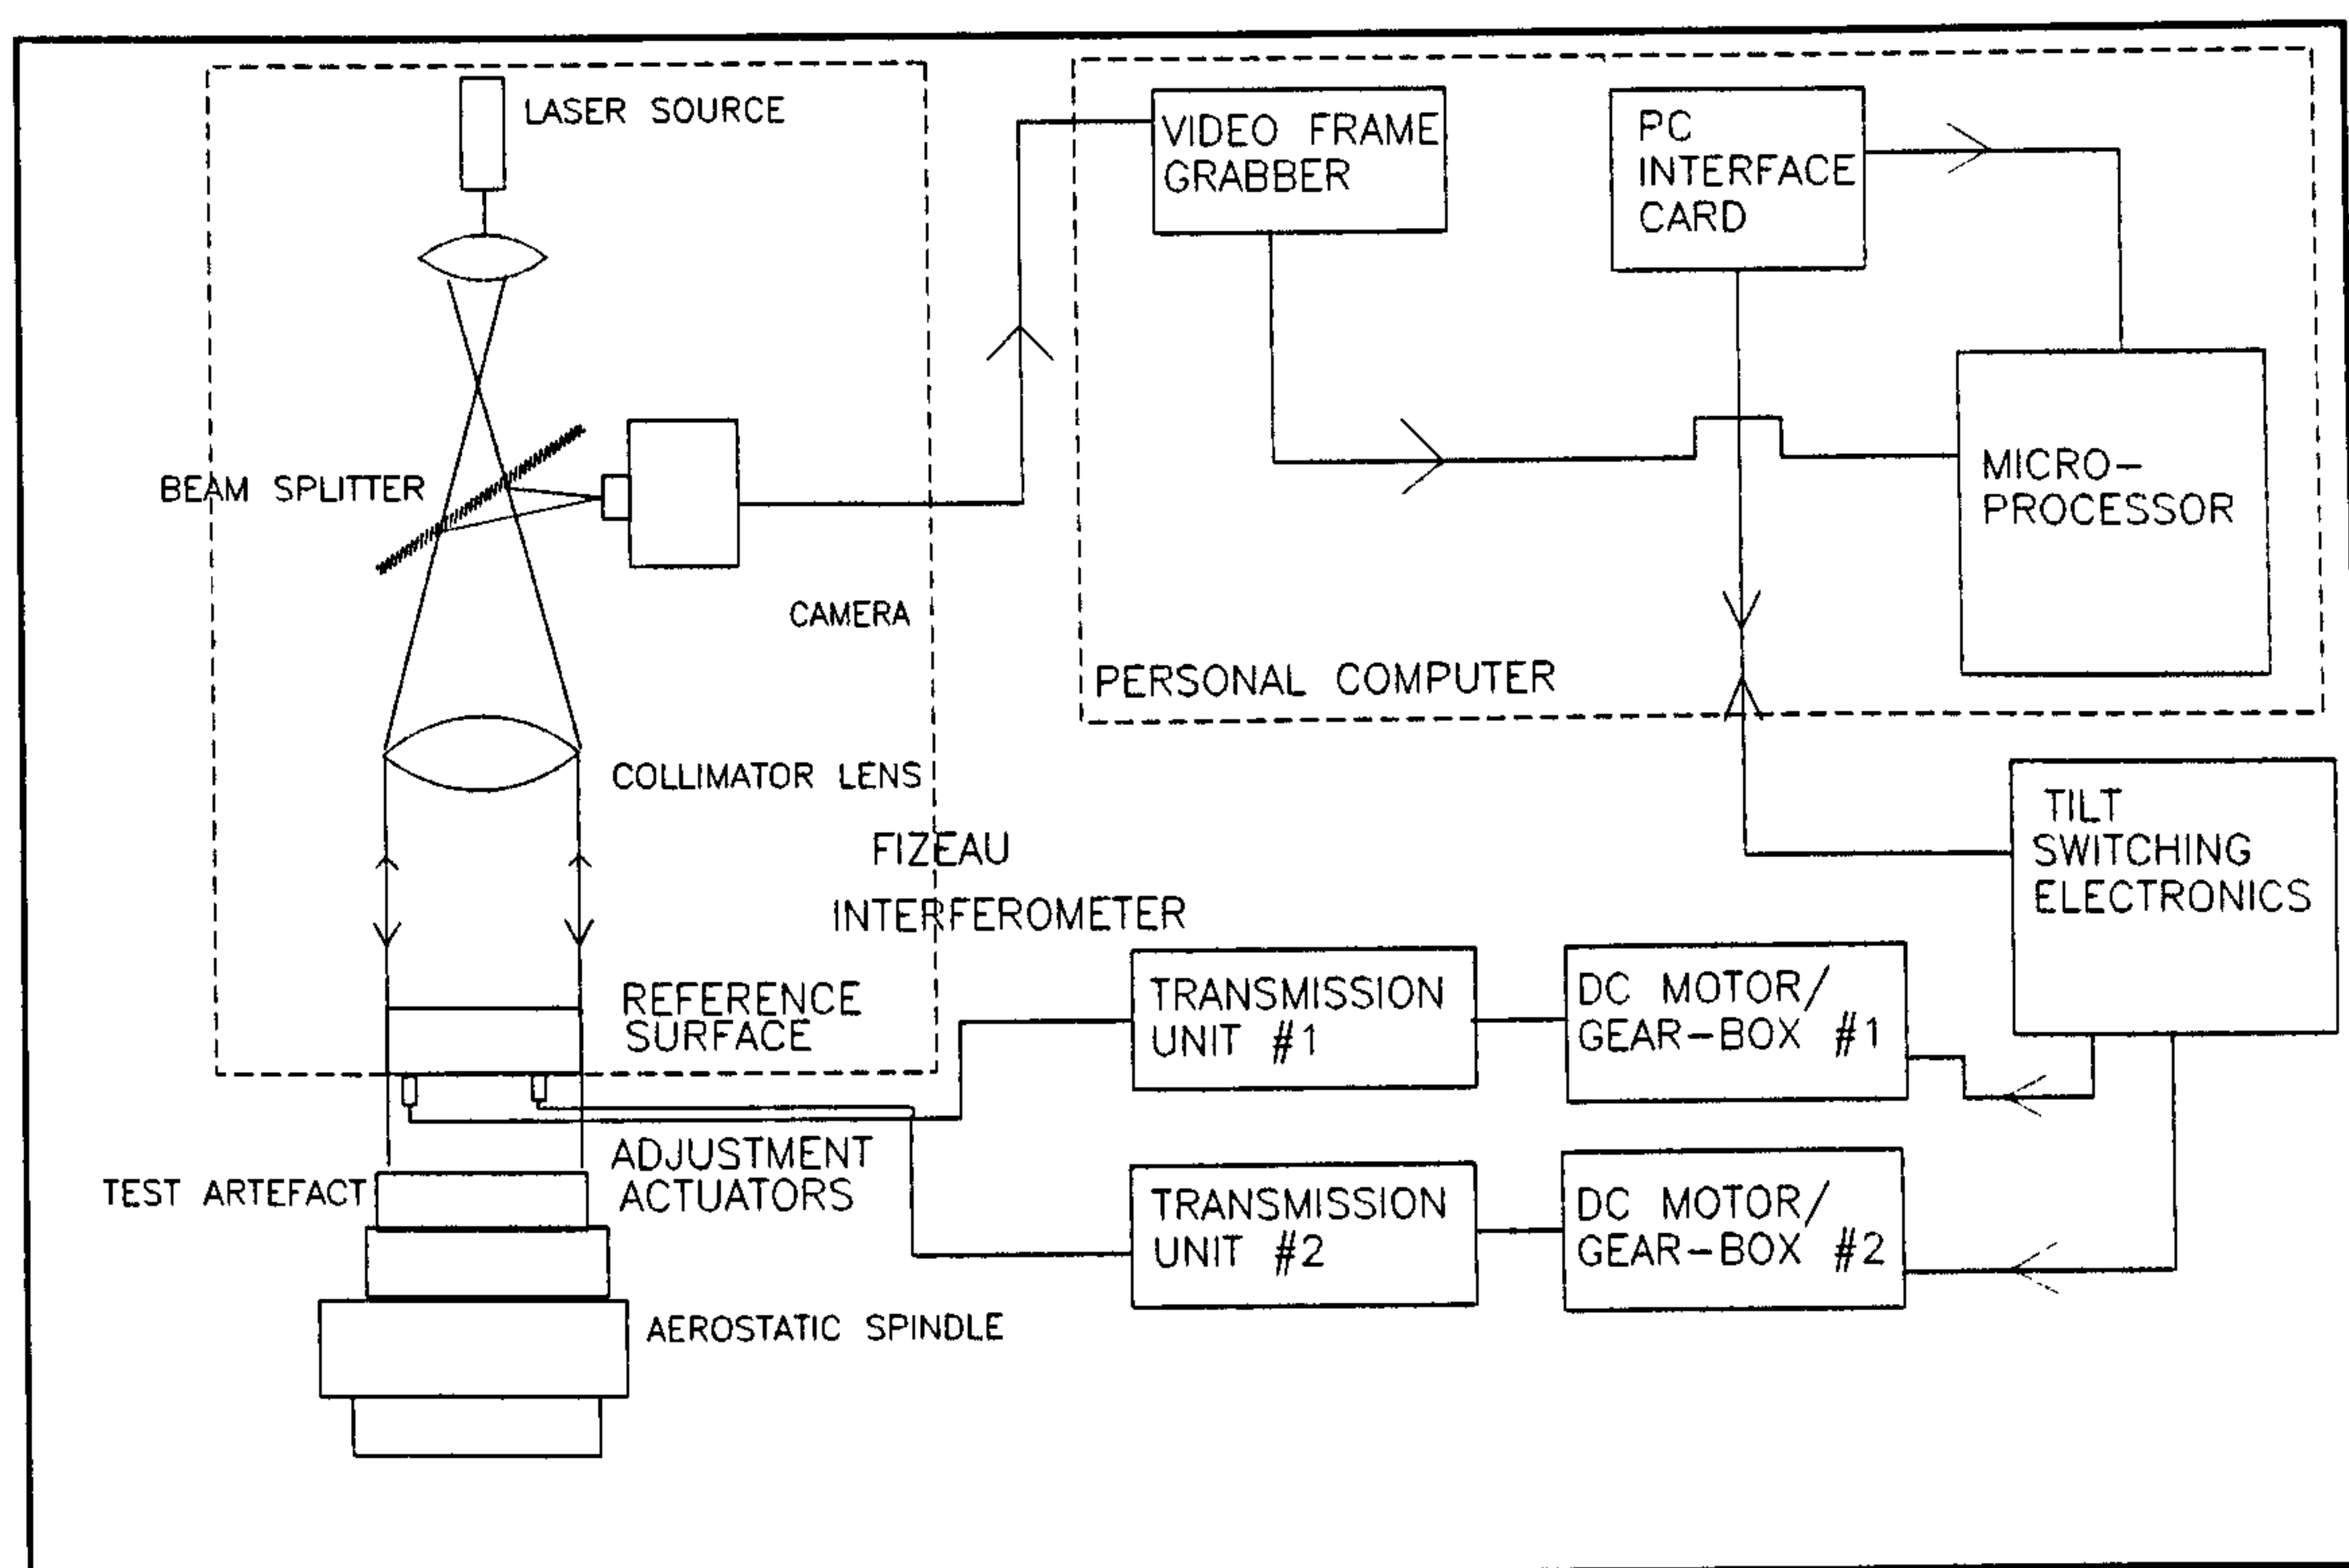 LASER SOURCE
BEAM SPLITTER
CAMERA
COLLIMATOR LENS
FIZEAU
INTERFEROMETER
REFERENCE
SURFACE
ADJUSTMENT
ACTUATORS
TEST ARTEFACT
AEROSTATIC SPINDLE
VIDEO FRAME
GRABBER
PC
INTERFACE
CARD
MICRO-
PROCESSOR
PERSONAL COMPUTER
TILT
SWITCHING
ELECTRONICS
TRANSMISSION
UNIT #1
DC MOTOR/
GEAR-BOX #1
TRANSMISSION
UNIT #2
DC MOTOR/
GEAR-BOX #2